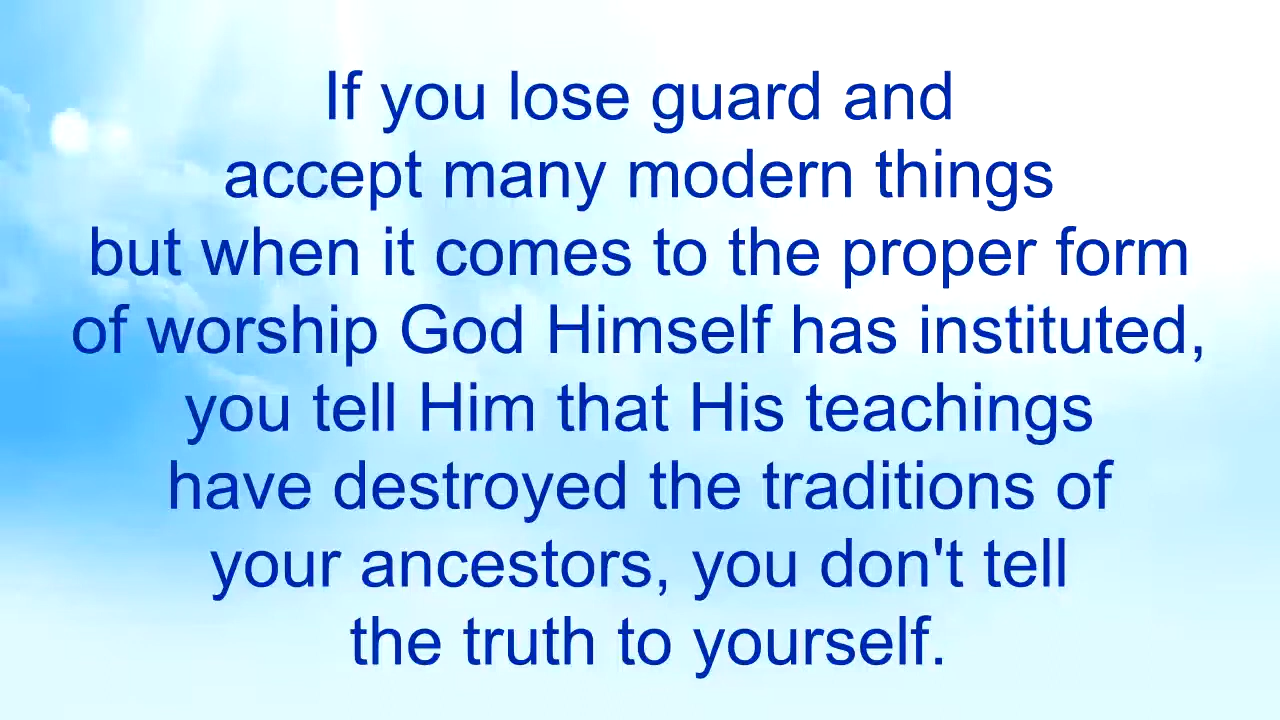 If you lose guard and
accept many modern things
but when it comes to the proper form
of worship God Himself has instituted,
you tell Him that His teachings
have destroyed the traditions of
your ancestors, you don't tell
the truth to yourself.